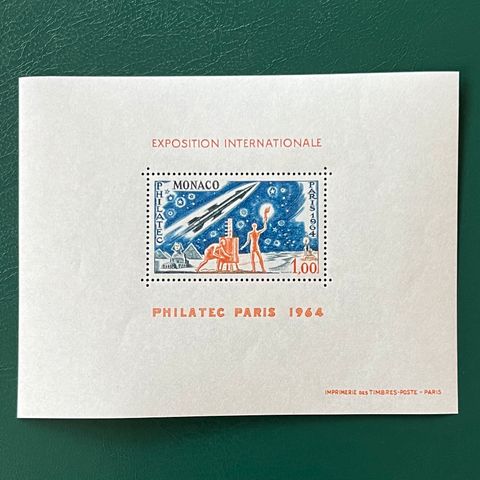 EXPOSITION INTERNATIONALE
PHILATEC
MONACO
PARIS 1964
1,00
PHILATEC PARIS 1964
IMPRIMERIE DES TIMBRES-POSTE - PARIS